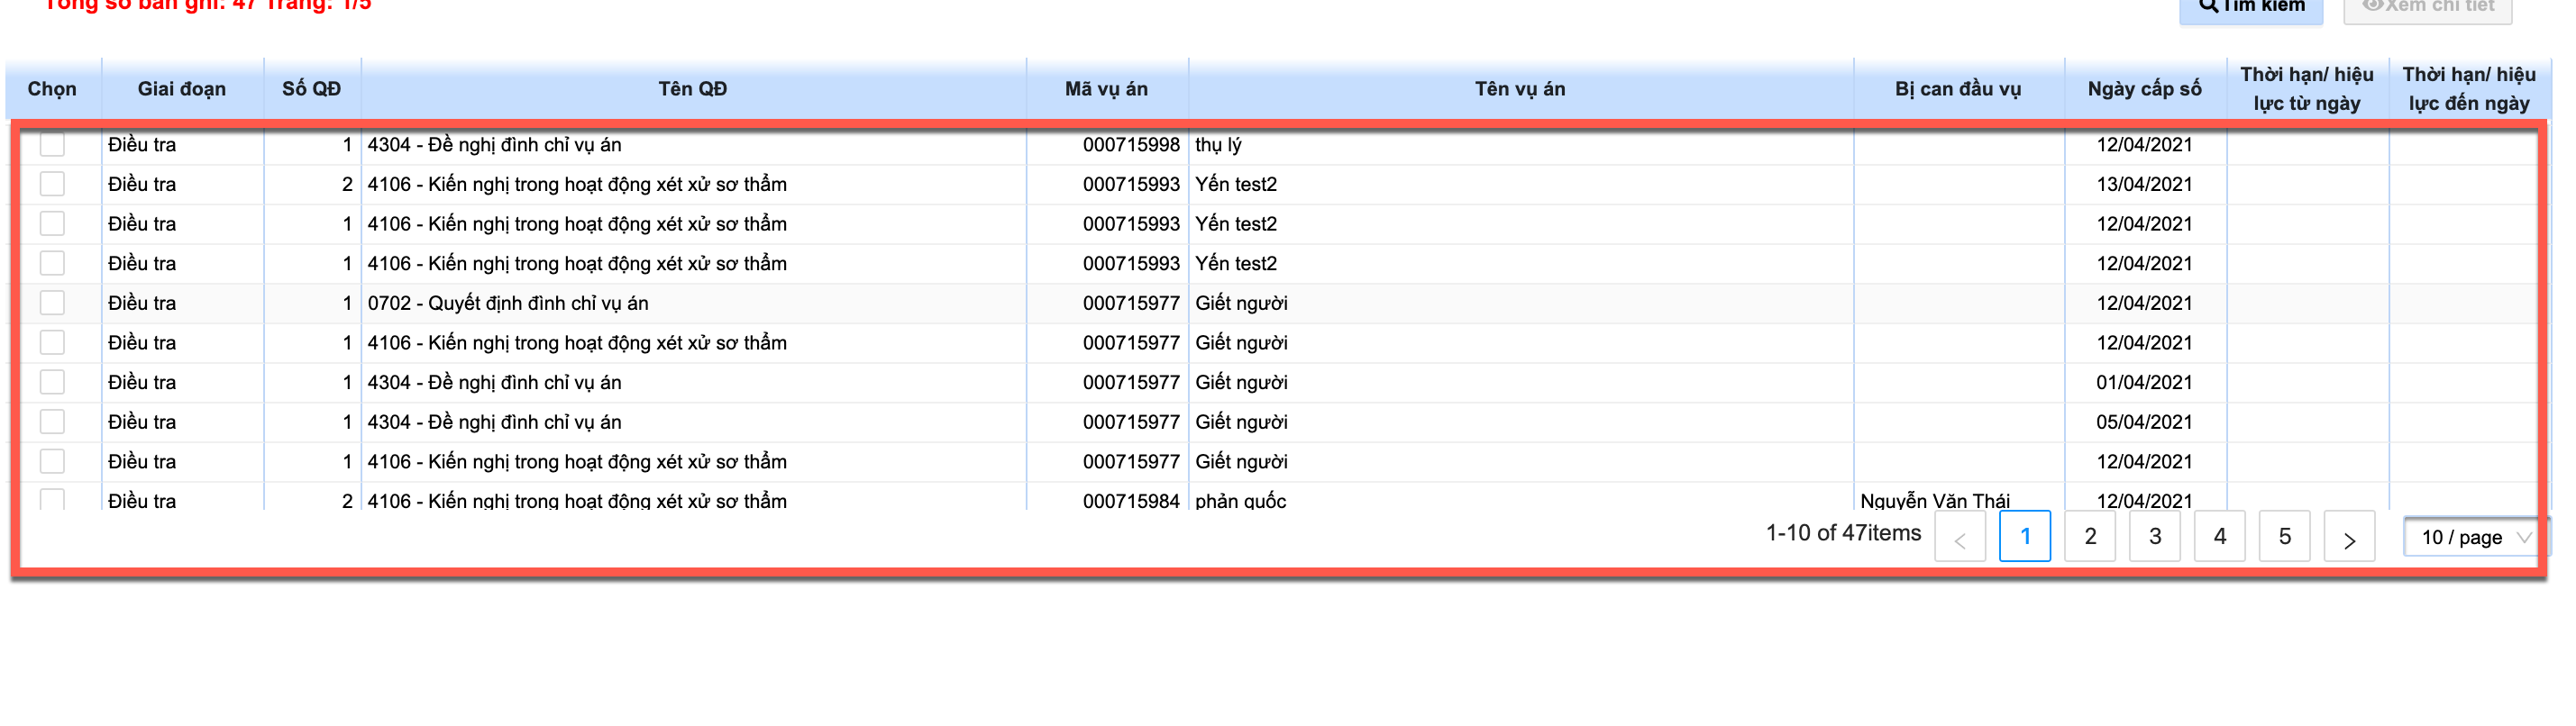 Tổng số bản ghi: 47 Trang: 1/5
Tìm kiếm Xem chi tiết
Chọn Giai đoạn Số QĐ Tên QĐ Mã vụ án Tên vụ án Bị can đầu vụ Ngày cấp số Thời hạn/ hiệu lực từ ngày Thời hạn/ hiệu lực đến ngày
Điều tra 1 4304 - Đề nghị đình chỉ vụ án 000715998 thụ lý 12/04/2021
Điều tra 2 4106 - Kiến nghị trong hoạt động xét xử sơ thẩm 000715993 Yến test2 13/04/2021
Điều tra 1 4106 - Kiến nghị trong hoạt động xét xử sơ thẩm 000715993 Yến test2 12/04/2021
Điều tra 1 4106 - Kiến nghị trong hoạt động xét xử sơ thẩm 000715993 Yến test2 12/04/2021
Điều tra 1 0702 - Quyết định đình chỉ vụ án 000715977 Giết người 12/04/2021
Điều tra 1 4106 - Kiến nghị trong hoạt động xét xử sơ thẩm 000715977 Giết người 12/04/2021
Điều tra 1 4304 - Đề nghị đình chỉ vụ án 000715977 Giết người 01/04/2021
Điều tra 1 4304 - Đề nghị đình chỉ vụ án 000715977 Giết người 05/04/2021
Điều tra 1 4106 - Kiến nghị trong hoạt động xét xử sơ thẩm 000715977 Giết người 12/04/2021
Điều tra 2 4106 - Kiến nghị trong hoạt động xét xử sơ thẩm 000715984 phản quốc Nguyễn Văn Thái 12/04/2021
1-10 of 47items < 1 2 3 4 5 > 10 / page